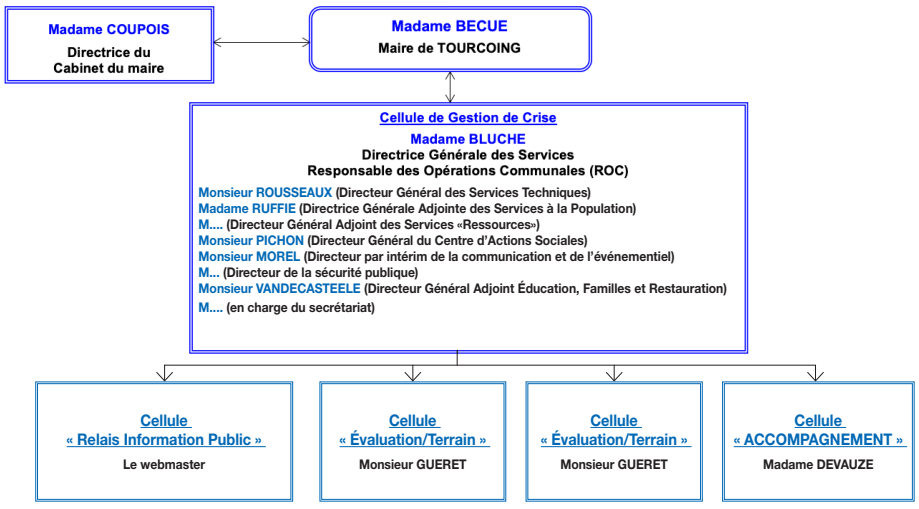 Madame COUPOIS
Directrice du
Cabinet du maire
Madame BECUE
Maire de TOURCOING
Cellule de Gestion de Crise
Madame BLUCHE
Directrice Générale des Services
Responsable des Opérations Communales (ROC)
Monsieur ROUSSEAUX (Directeur Général des Services Techniques)
Madame RUFFIE (Directrice Générale Adjointe des Services à la Population)
M.... (Directeur Général Adjoint des Services «Ressources»)
Monsieur PICHON (Directeur Général du Centre d'Actions Sociales)
Monsieur MOREL (Directeur par intérim de la communication et de l'événementiel)
M... (Directeur de la sécurité publique)
Monsieur VANDECASTEELE (Directeur Général Adjoint Éducation, Familles et Restauration)
M.... (en charge du secrétariat)
Cellule
« Relais Information Public »
Le webmaster
Cellule
« Évaluation/Terrain »
Monsieur GUERET
Cellule
« Évaluation/Terrain »
Monsieur GUERET
Cellule
« ACCOMPAGNEMENT »
Madame DEVAUZE